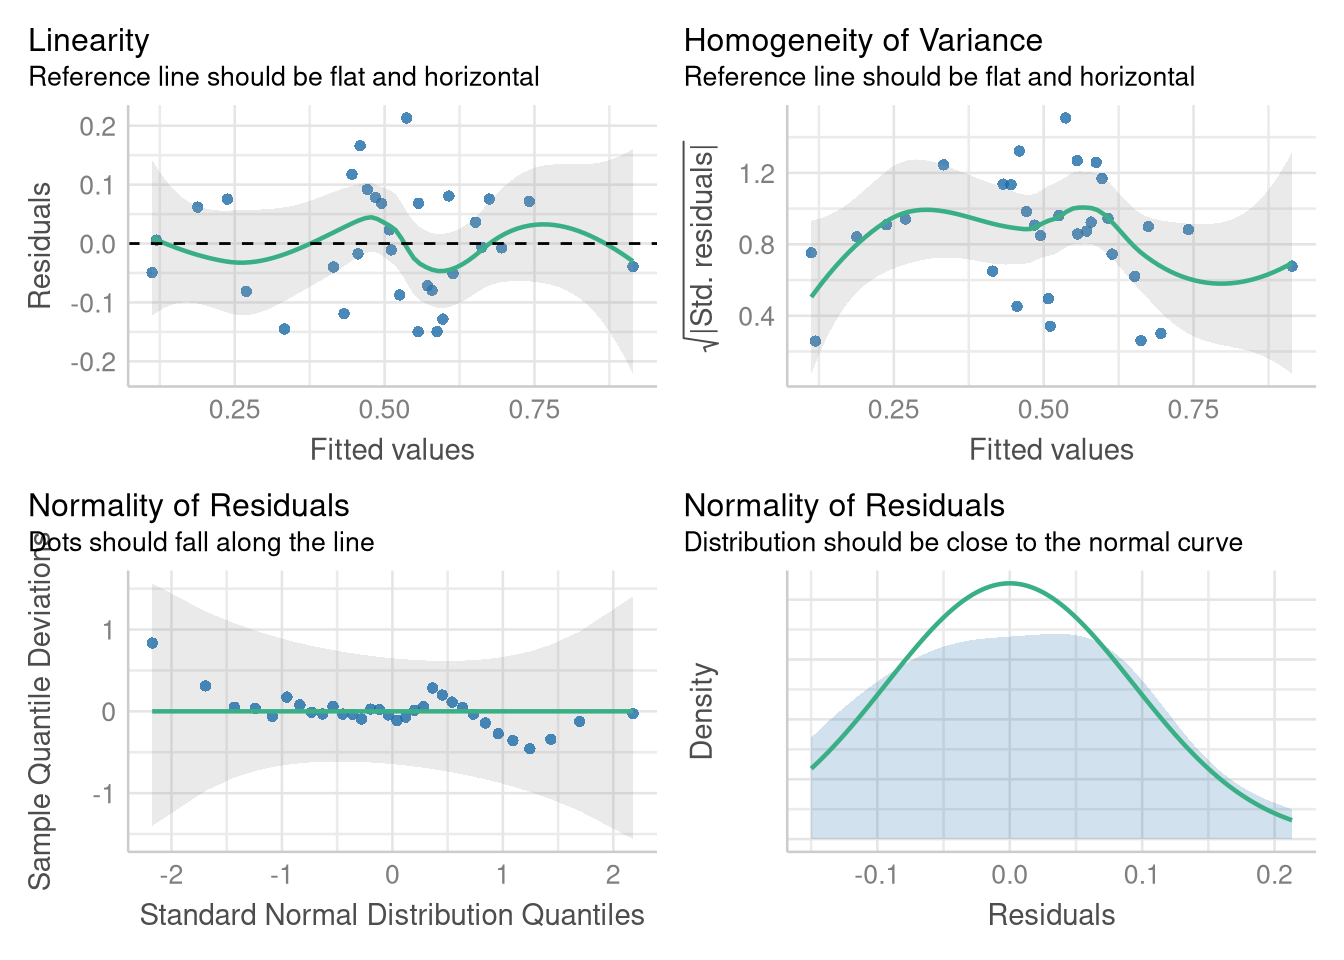 Linearity
Reference line should be flat and horizontal
0.2
0.1
0.0
-0.1
-0.2
Residuals
0.25 0.50 0.75
Fitted values
Homogeneity of Variance
Reference line should be flat and horizontal
1.2
0.8
0.4
√|Std. residuals|
0.25 0.50 0.75
Fitted values
Normality of Residuals
Dots should fall along the line
1
0
-1
Sample Quantile Deviations
-2 -1 0 1 2
Standard Normal Distribution Quantiles
Normality of Residuals
Distribution should be close to the normal curve
Density
-0.1 0.0 0.1 0.2
Residuals